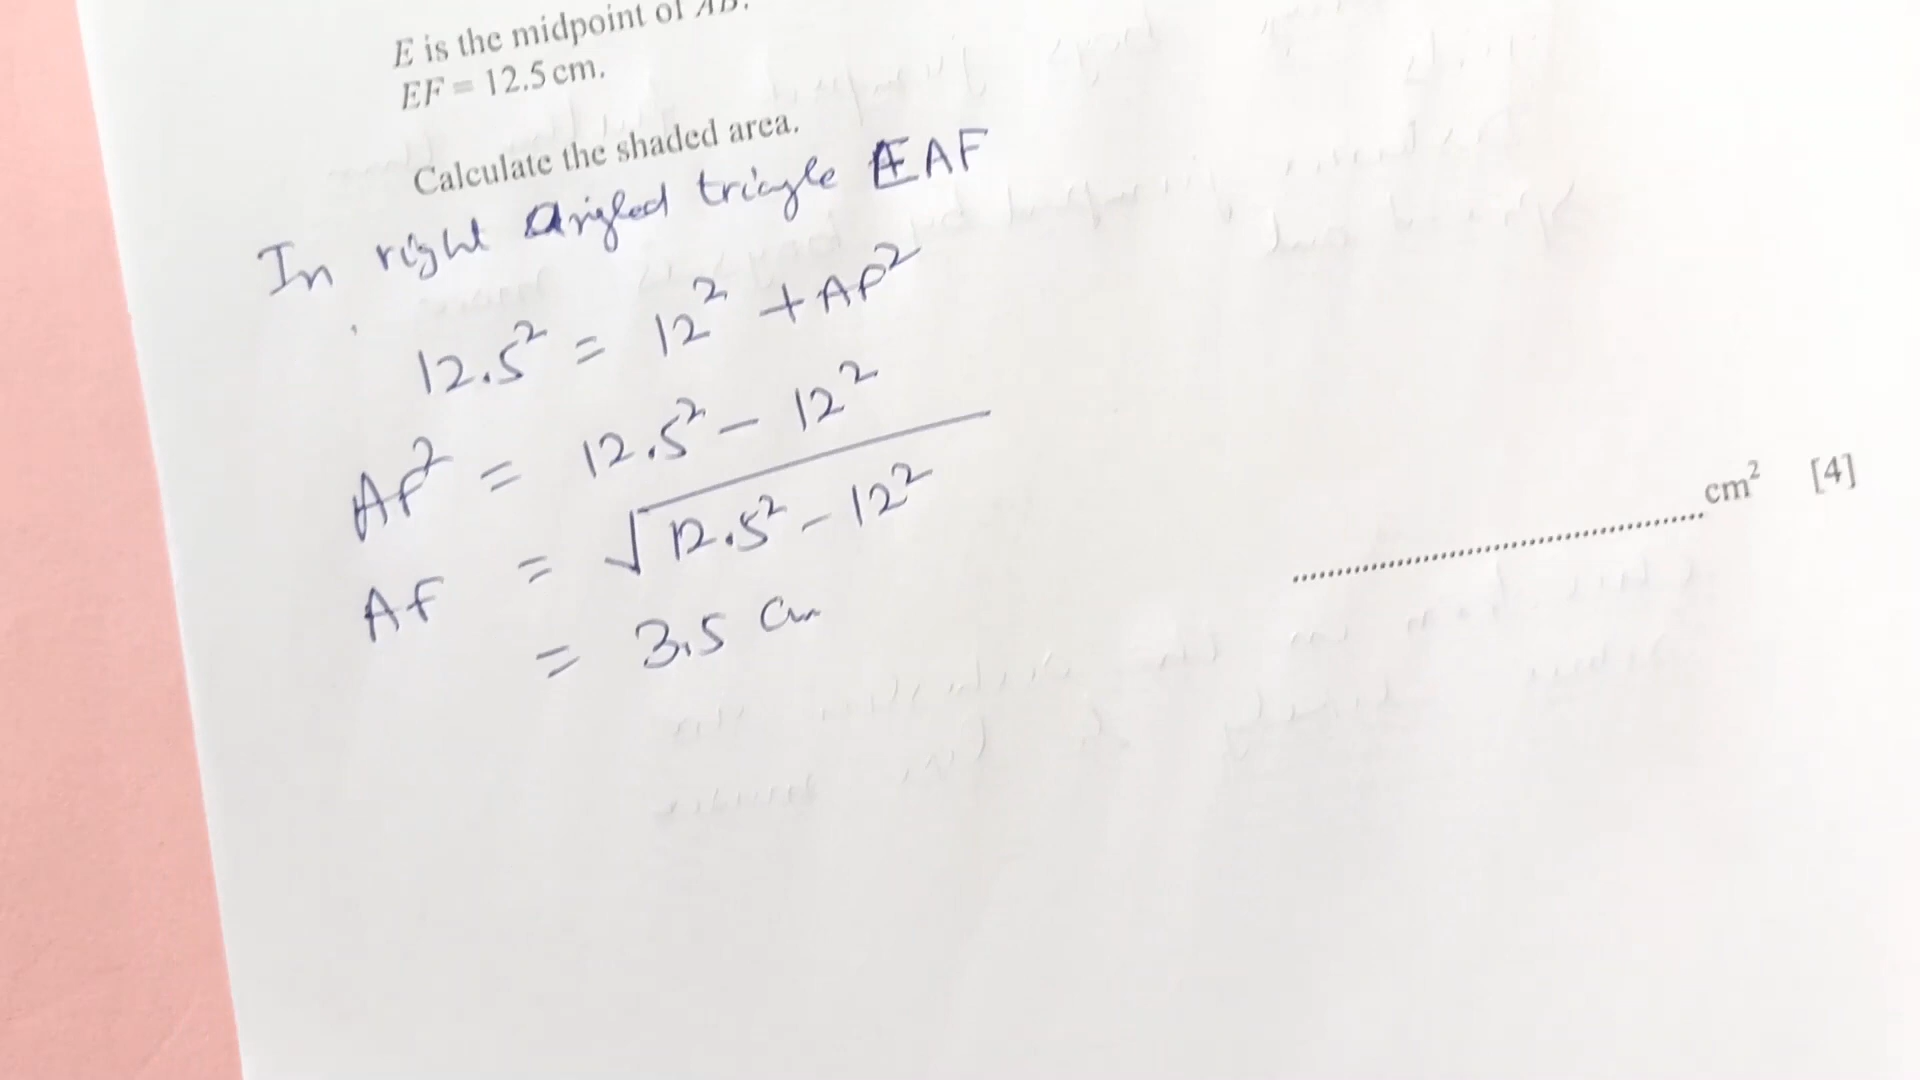 E is the midpoint of AB.
EF = 12.5 cm.
Calculate the shaded area.
In right Angled triangle EAF
12.5² = 12² + AF²
AF² = 12.5² - 12²
AF = √12.5² - 12²
= 3.5 cm
cm² [4]